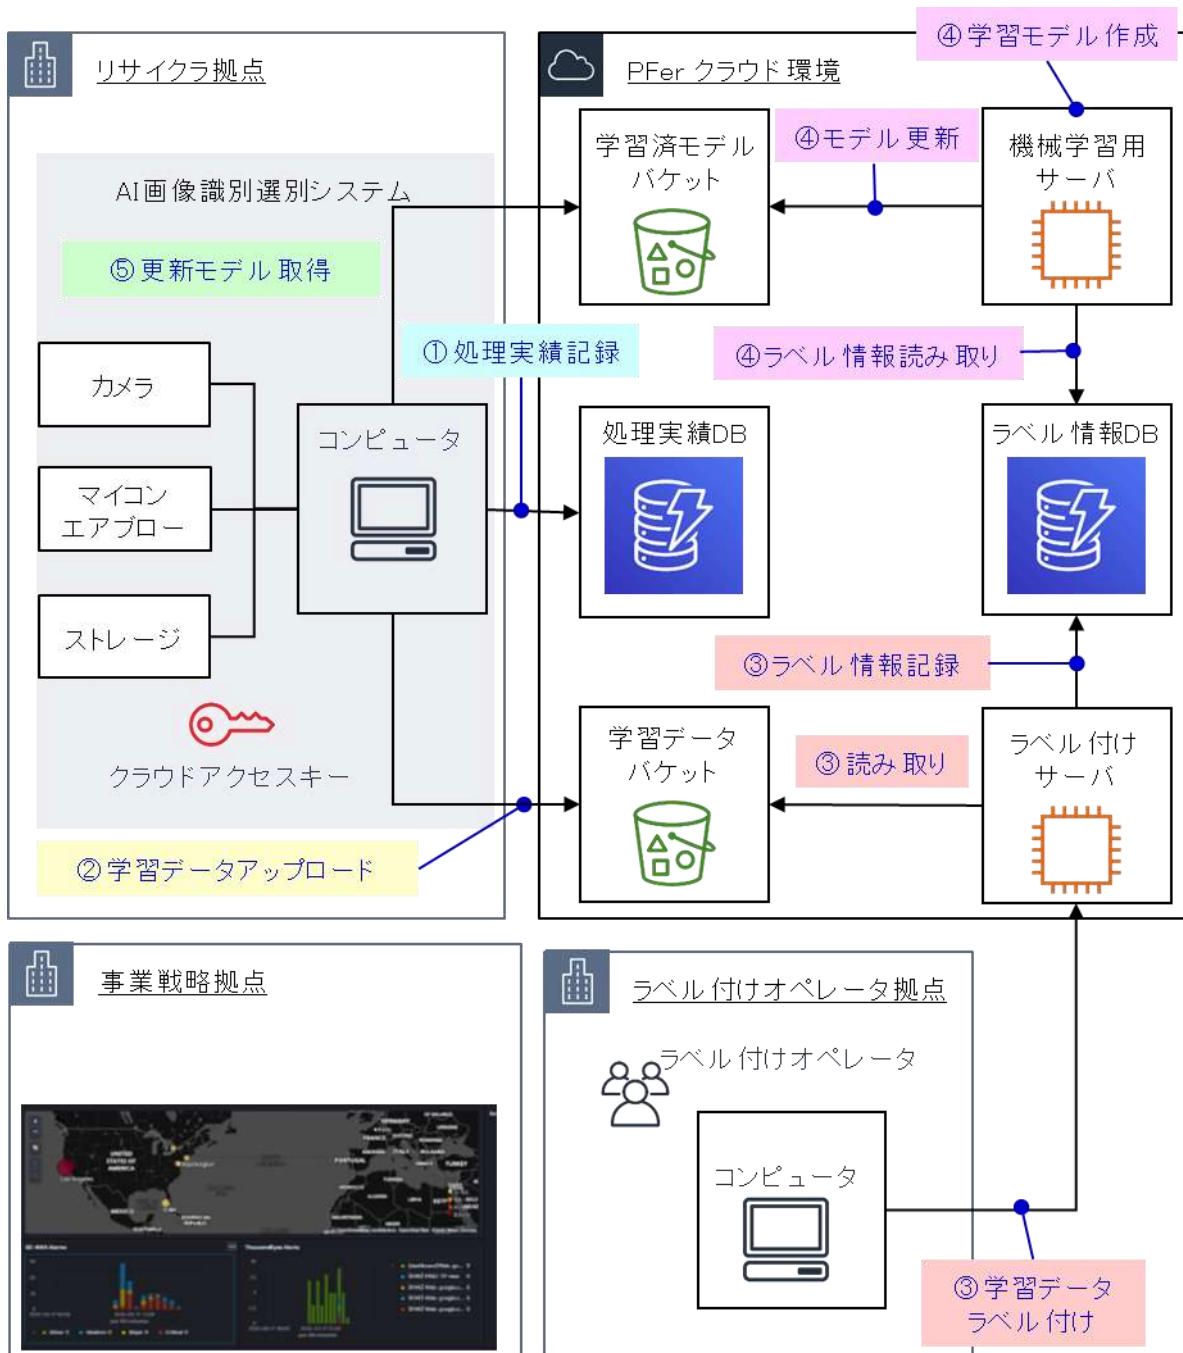 ④学習モデル作成
リサイクラ拠点
PFer クラウド環境
学習済モデル
バケット
④モデル更新
機械学習用
サーバ
AI画像識別選別システム
⑤更新モデル取得
①処理実績記録
④ラベル情報読み取り
カメラ
コンピュータ
処理実績DB
ラベル情報DB
マイコン
エアブロー
ストレージ
③ラベル情報記録
クラウドアクセスキー
学習データ
バケット
③読み取り
ラベル付け
サーバ
②学習データアップロード
事業戦略拠点
ラベル付けオペレータ拠点
ラベル付けオペレータ
UNITED
STATES OF
AMERICA
MEXICO
PORTUGAL
FRANCE
TURKEY
コンピュータ
③学習データ
ラベル付け